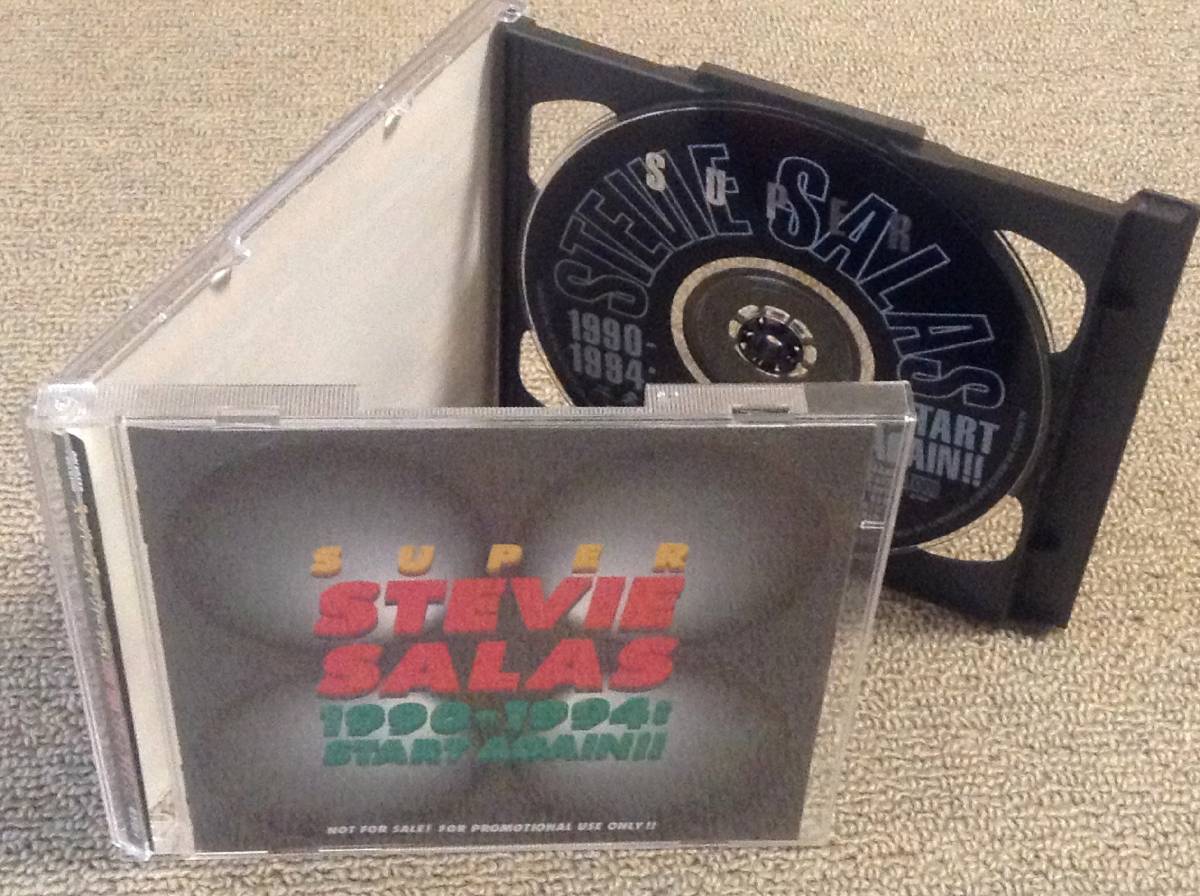 SUPER
STEVIE SALAS
1990-
1994:
START
AGAIN!!
SUPER
STEVIE
SALAS
1990-1994:
START AGAIN!!
NOT FOR SALE! FOR PROMOTIONAL USE ONLY!!